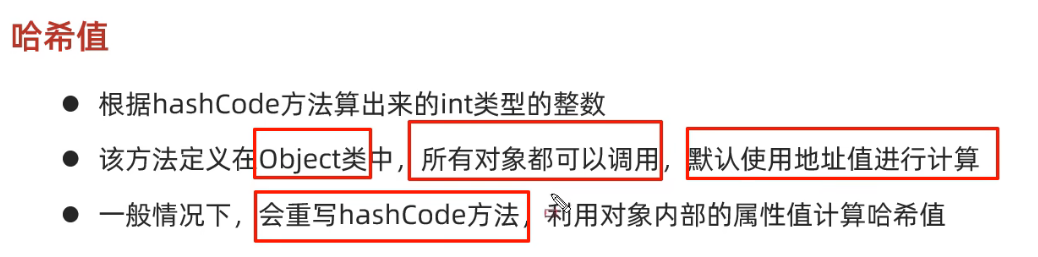 哈希值
● 根据hashCode方法算出来的int类型的整数
● 该方法定义在Object类中，所有对象都可以调用，默认使用地址值进行计算
● 一般情况下，会重写hashCode方法，利用对象内部的属性值计算哈希值